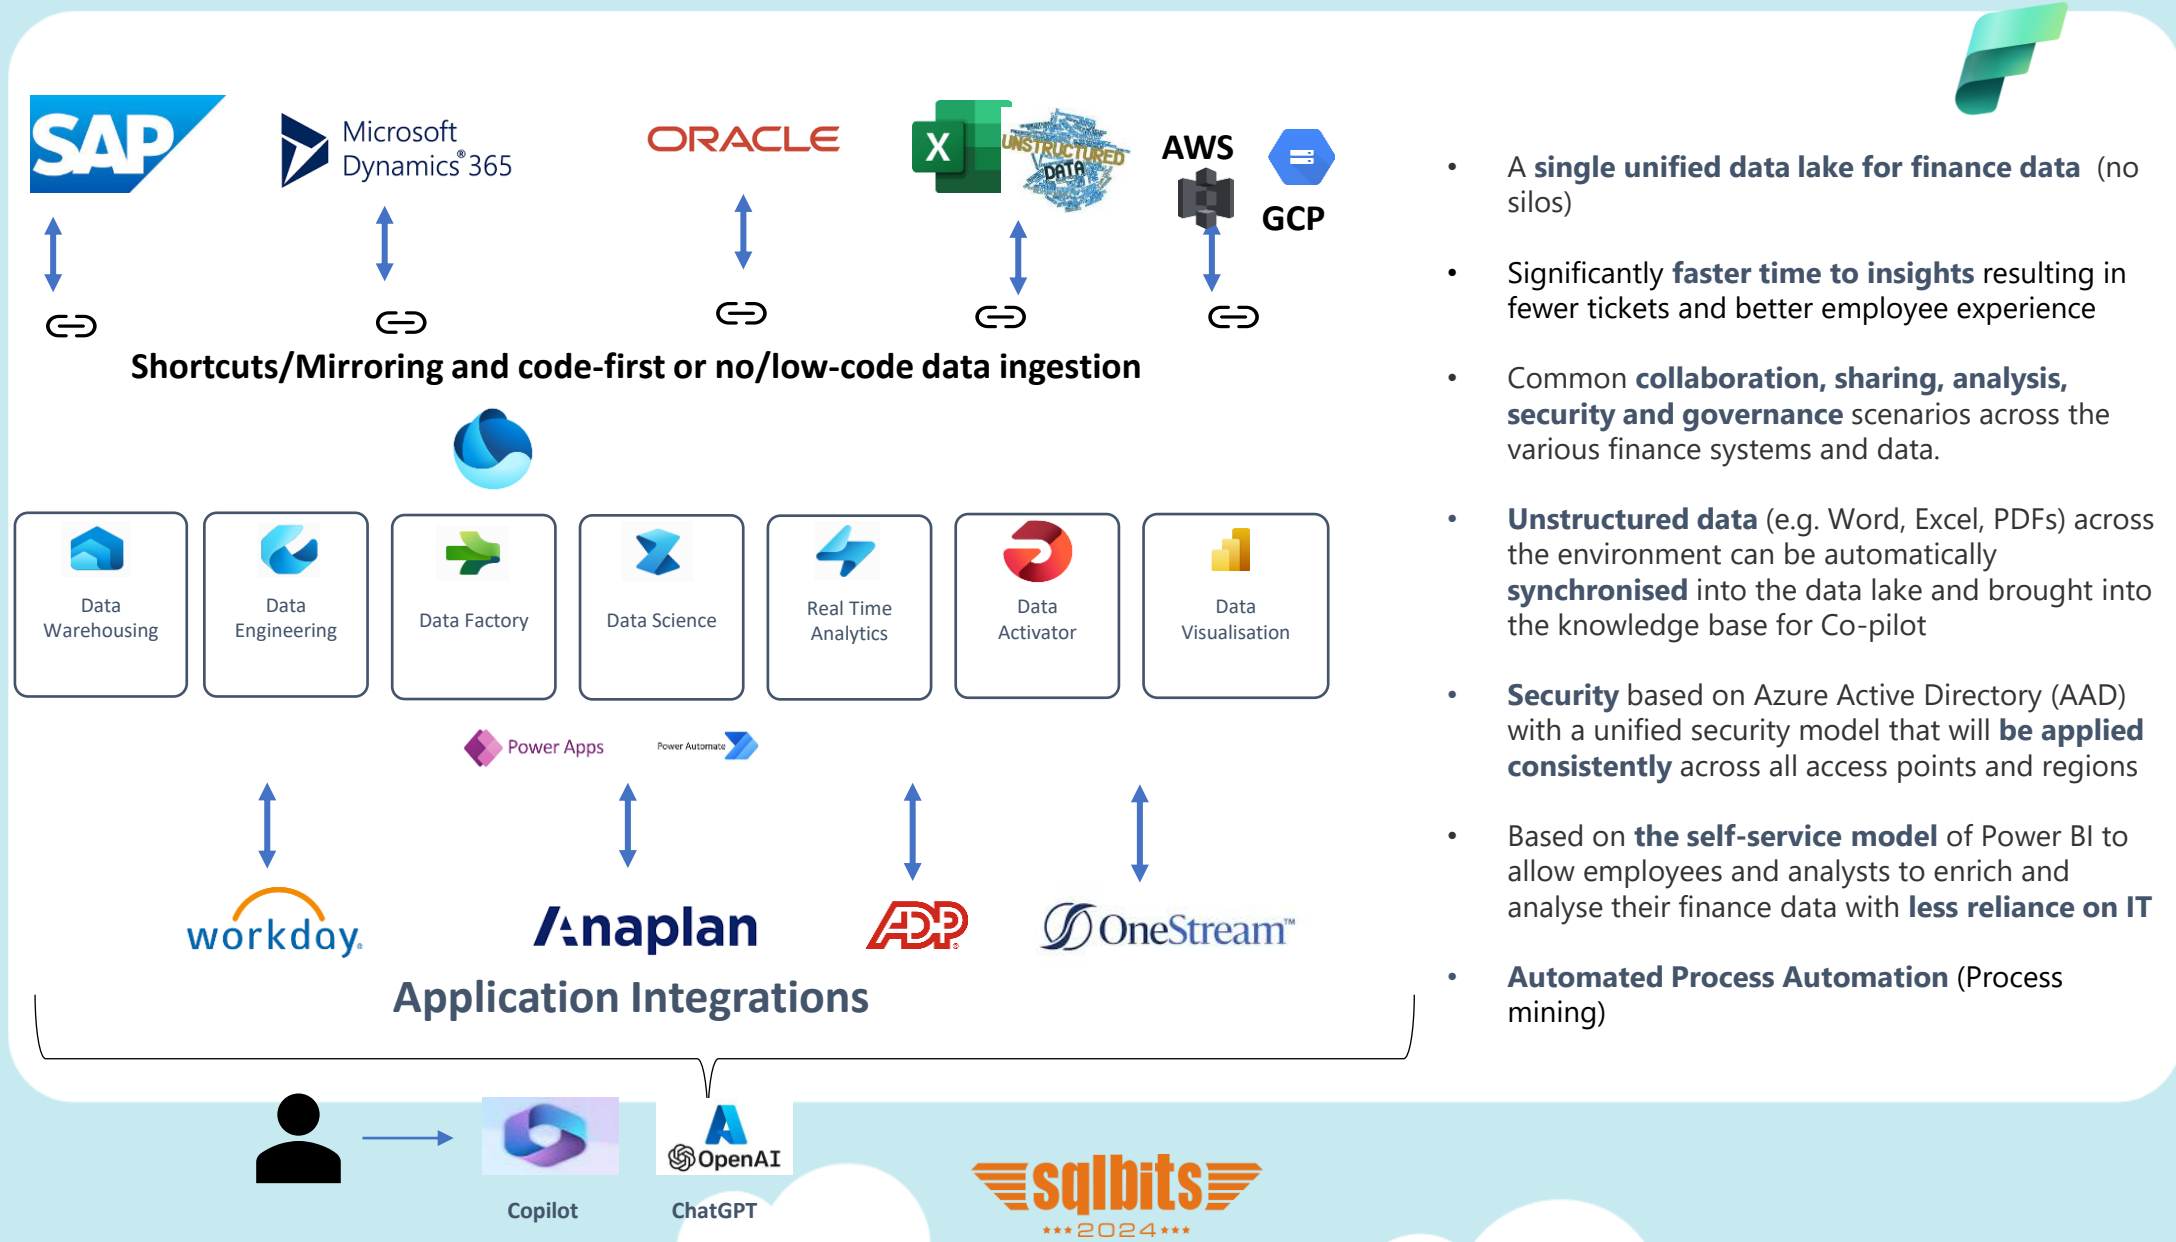 SAP
Microsoft
Dynamics® 365
ORACLE
X
UNSTRUCTURED
DATA
AWS
GCP
Shortcuts/Mirroring and code-first or no/low-code data ingestion
Data
Warehousing
Data
Engineering
Data Factory
Data Science
Real Time
Analytics
Data
Activator
Data
Visualisation
Power Apps
Power Automate
workday.®
Anaplan
ADP®
OneStream™
Application Integrations
OpenAI
Copilot
ChatGPT
sqlbits
2024
• A single unified data lake for finance data (no
silos)
• Significantly faster time to insights resulting in
fewer tickets and better employee experience
• Common collaboration, sharing, analysis,
security and governance scenarios across the
various finance systems and data.
• Unstructured data (e.g. Word, Excel, PDFs) across
the environment can be automatically
synchronised into the data lake and brought into
the knowledge base for Co-pilot
• Security based on Azure Active Directory (AAD)
with a unified security model that will be applied
consistently across all access points and regions
• Based on the self-service model of Power BI to
allow employees and analysts to enrich and
analyse their finance data with less reliance on IT
• Automated Process Automation (Process
mining)